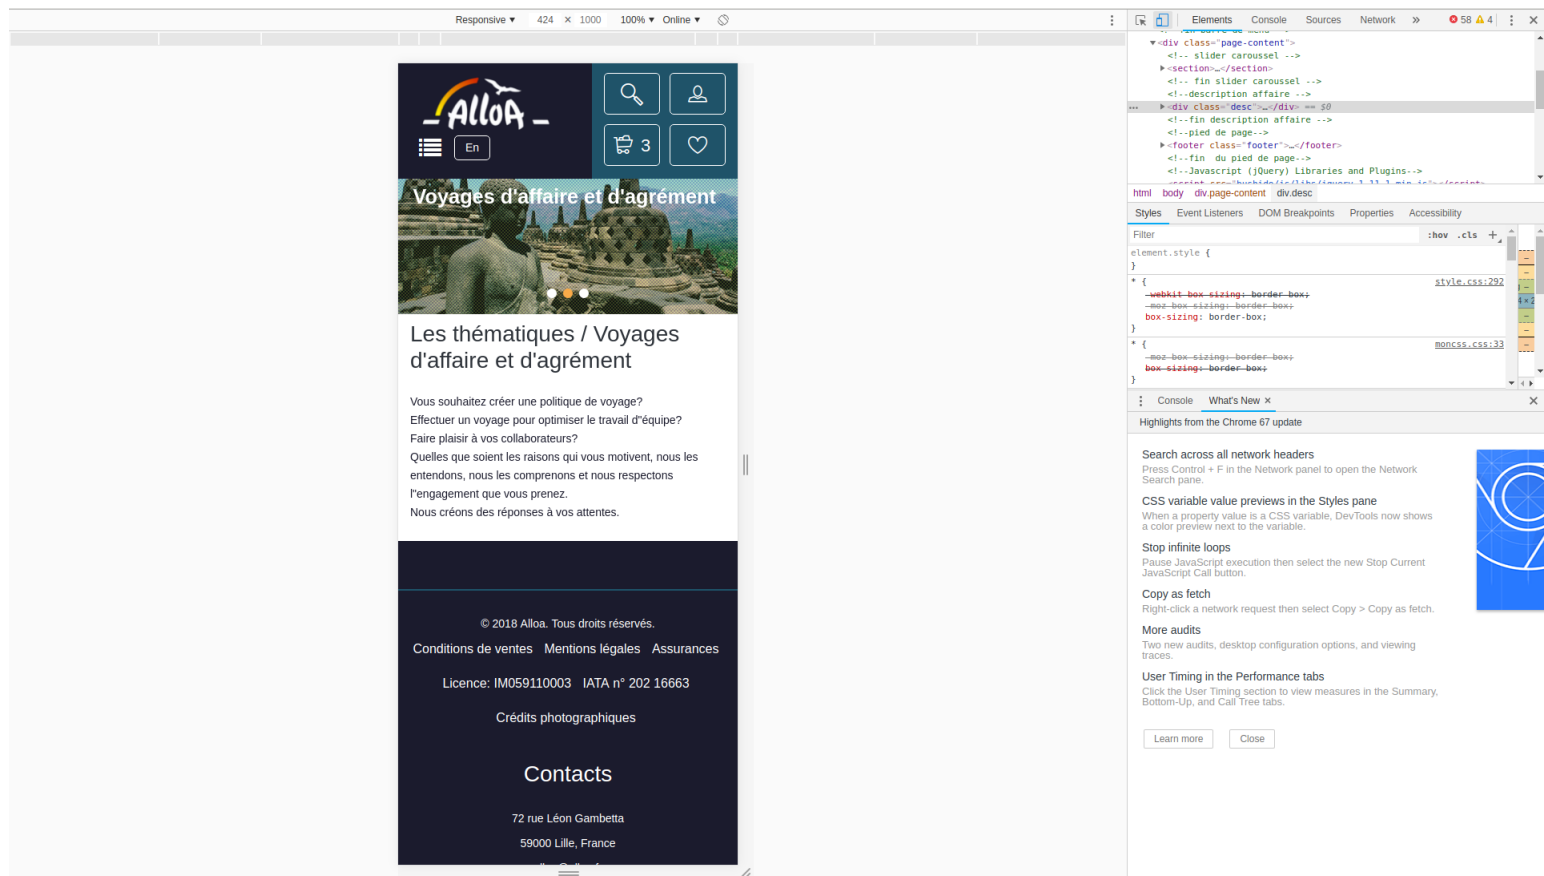 Responsive ▼ 424 × 1000 100% ▼ Online ▼
Elements Console Sources Network » 58 4
AlloA
En
3
Voyages d'affaire et d'agrément
Les thématiques / Voyages
d'affaire et d'agrément
Vous souhaitez créer une politique de voyage?
Effectuer un voyage pour optimiser le travail d"équipe?
Faire plaisir à vos collaborateurs?
Quelles que soient les raisons qui vous motivent, nous les
entendons, nous les comprenons et nous respectons
l"engagement que vous prenez.
Nous créons des réponses à vos attentes.
© 2018 Alloa. Tous droits réservés.
Conditions de ventes Mentions légales Assurances
Licence: IM059110003 IATA n° 202 16663
Crédits photographiques
Contacts
72 rue Léon Gambetta
59000 Lille, France
▼<div class="page-content">
<!-- slider caroussel -->
▶<section>…</section>
<!-- fin slider caroussel -->
<!--description affaire -->
… ▶<div class="desc">…</div> == $0
<!--fin description affaire -->
<!--pied de page-->
▶<footer class="footer">…</footer>
<!--fin  du pied de page-->
<!--Javascript (jQuery) Libraries and Plugins-->
html body div.page-content div.desc
Styles Event Listeners DOM Breakpoints Properties Accessibility
Filter :hov .cls +
element.style {
}
* { style.css:292
-webkit-box-sizing: border-box;
-moz-box-sizing: border-box;
box-sizing: border-box;
}
* { moncss.css:33
-moz-box-sizing: border-box;
box-sizing: border-box;
}
Console What's New ×
Highlights from the Chrome 67 update
Search across all network headers
Press Control + F in the Network panel to open the Network
Search pane.
CSS variable value previews in the Styles pane
When a property value is a CSS variable, DevTools now shows
a color preview next to the variable.
Stop infinite loops
Pause JavaScript execution then select the new Stop Current
JavaScript Call button.
Copy as fetch
Right-click a network request then select Copy > Copy as fetch.
More audits
Two new audits, desktop configuration options, and viewing
traces.
User Timing in the Performance tabs
Click the User Timing section to view measures in the Summary,
Bottom-Up, and Call Tree tabs.
Learn more Close